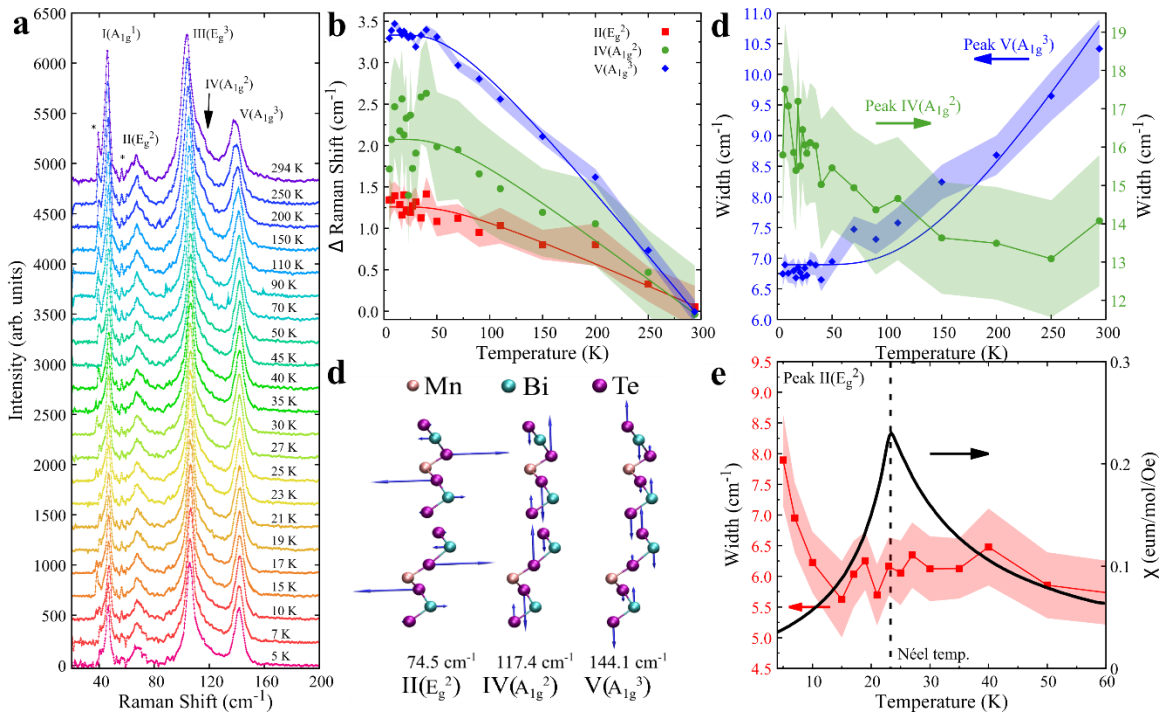 a
I(A1g1)
III(Eg3)
IV(A1g2)
V(A1g3)
II(Eg2)
*
*
6500
6000
5500
5000
4500
4000
3500
3000
2500
2000
1500
1000
500
0
Intensity (arb. units)
294 K
250 K
200 K
150 K
110 K
90 K
70 K
50 K
45 K
40 K
35 K
30 K
27 K
25 K
23 K
21 K
19 K
17 K
15 K
10 K
7 K
5 K
40 80 120 160 200
Raman Shift (cm-1)
b
II(Eg2)
IV(A1g2)
V(A1g3)
3.5
3.0
2.5
2.0
1.5
1.0
0.5
0.0
Δ Raman Shift (cm-1)
0 50 100 150 200 250 300
Temperature (K)
d
Peak V(A1g3)
Peak IV(A1g2)
11.0
10.5
10.0
9.5
9.0
8.5
8.0
7.5
7.0
6.5
6.0
Width (cm-1)
19
18
17
16
15
14
13
12
Width (cm-1)
0 50 100 150 200 250 300
Temperature (K)
d
Mn Bi Te
74.5 cm-1 117.4 cm-1 144.1 cm-1
II(Eg2) IV(A1g2) V(A1g3)
e
Peak II(Eg2)
9.5
9.0
8.5
8.0
7.5
7.0
6.5
6.0
5.5
5.0
4.5
Width (cm-1)
0.3
0.2
0.1
0
χ (eum/mol/Oe)
Néel temp.
10 20 30 40 50 60
Temperature (K)